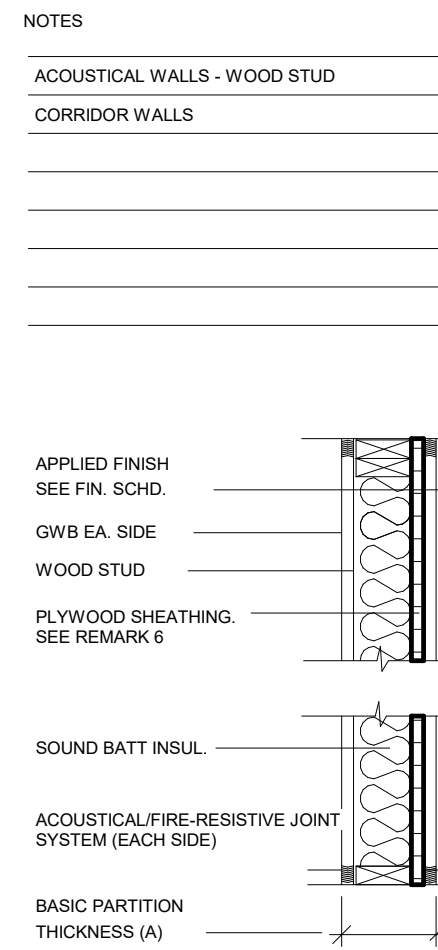 NOTES
ACOUSTICAL WALLS - WOOD STUD
CORRIDOR WALLS
APPLIED FINISH
SEE FIN. SCHD.
GWB EA. SIDE
WOOD STUD
PLYWOOD SHEATHING.
SEE REMARK 6
SOUND BATT INSUL.
ACOUSTICAL/FIRE-RESISTIVE JOINT
SYSTEM (EACH SIDE)
BASIC PARTITION
THICKNESS (A)